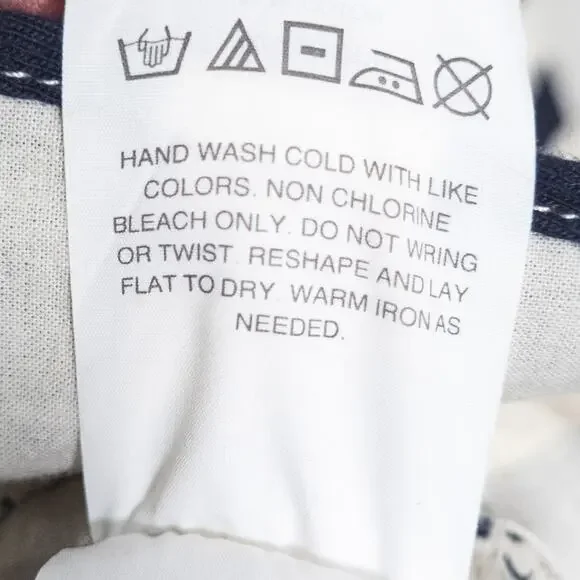 HAND WASH COLD WITH LIKE
COLORS. NON CHLORINE
BLEACH ONLY. DO NOT WRING
OR TWIST. RESHAPE AND LAY
FLAT TO DRY. WARM IRON AS
NEEDED.